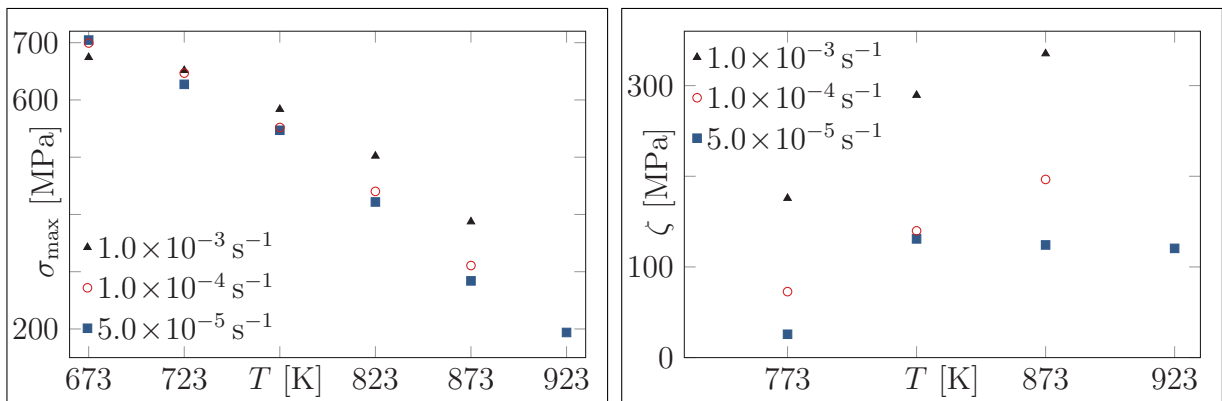 700
600
200
σmax [MPa]
1.0×10−3 s−1
1.0×10−4 s−1
5.0×10−5 s−1
673 723 T [K] 823 873 923
300
100
0
ζ [MPa]
1.0×10−3 s−1
1.0×10−4 s−1
5.0×10−5 s−1
773 T [K] 873 923